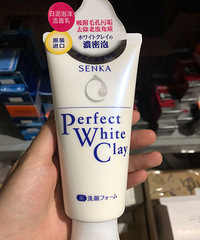 白泥泡沫
洁面乳
原装
进口
吸附毛孔污垢
去除老废角质
ホワイトクレイの
濃密泡
SENKA
Perfect
White
Clay
洗顔フォーム